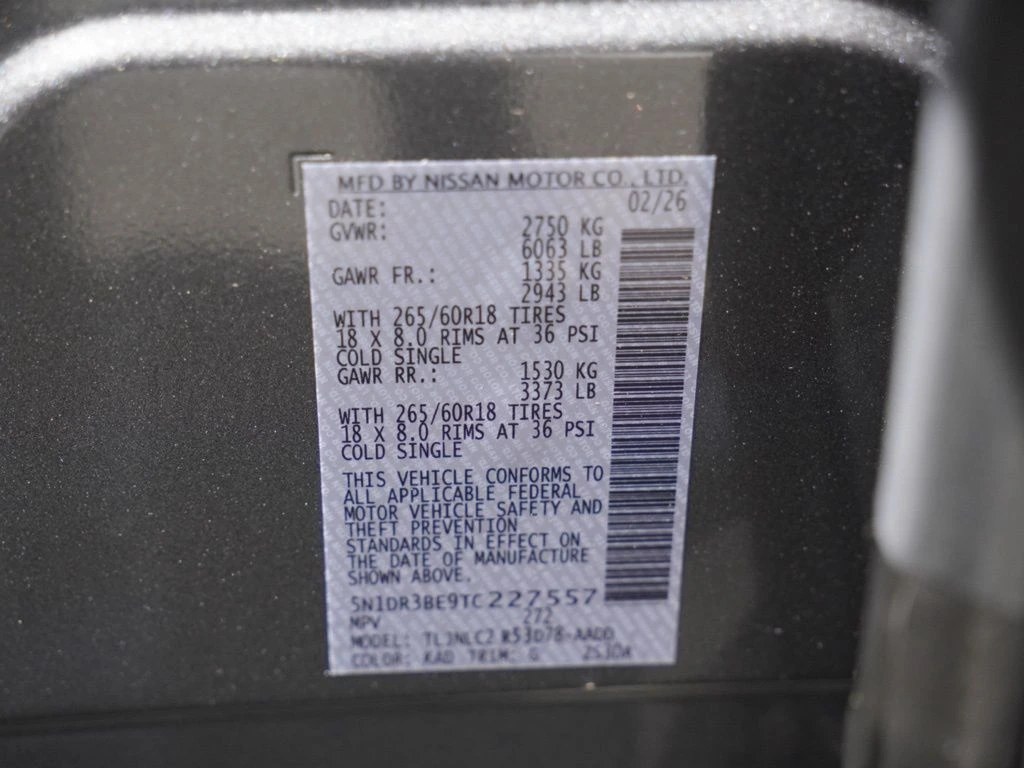 MFD BY NISSAN MOTOR CO., LTD.
DATE: 02/26
GVWR: 2750 KG
6063 LB
GAWR FR.: 1335 KG
2943 LB
WITH 265/60R18 TIRES
18 X 8.0 RIMS AT 36 PSI
COLD SINGLE
GAWR RR.: 1530 KG
3373 LB
WITH 265/60R18 TIRES
18 X 8.0 RIMS AT 36 PSI
COLD SINGLE
THIS VEHICLE CONFORMS TO
ALL APPLICABLE FEDERAL
MOTOR VEHICLE SAFETY AND
THEFT PREVENTION
STANDARDS IN EFFECT ON
THE DATE OF MANUFACTURE
SHOWN ABOVE.
5N1DR3BE9TC227557
MPV 272
MODEL:
COLOR: KAD TRIM: G